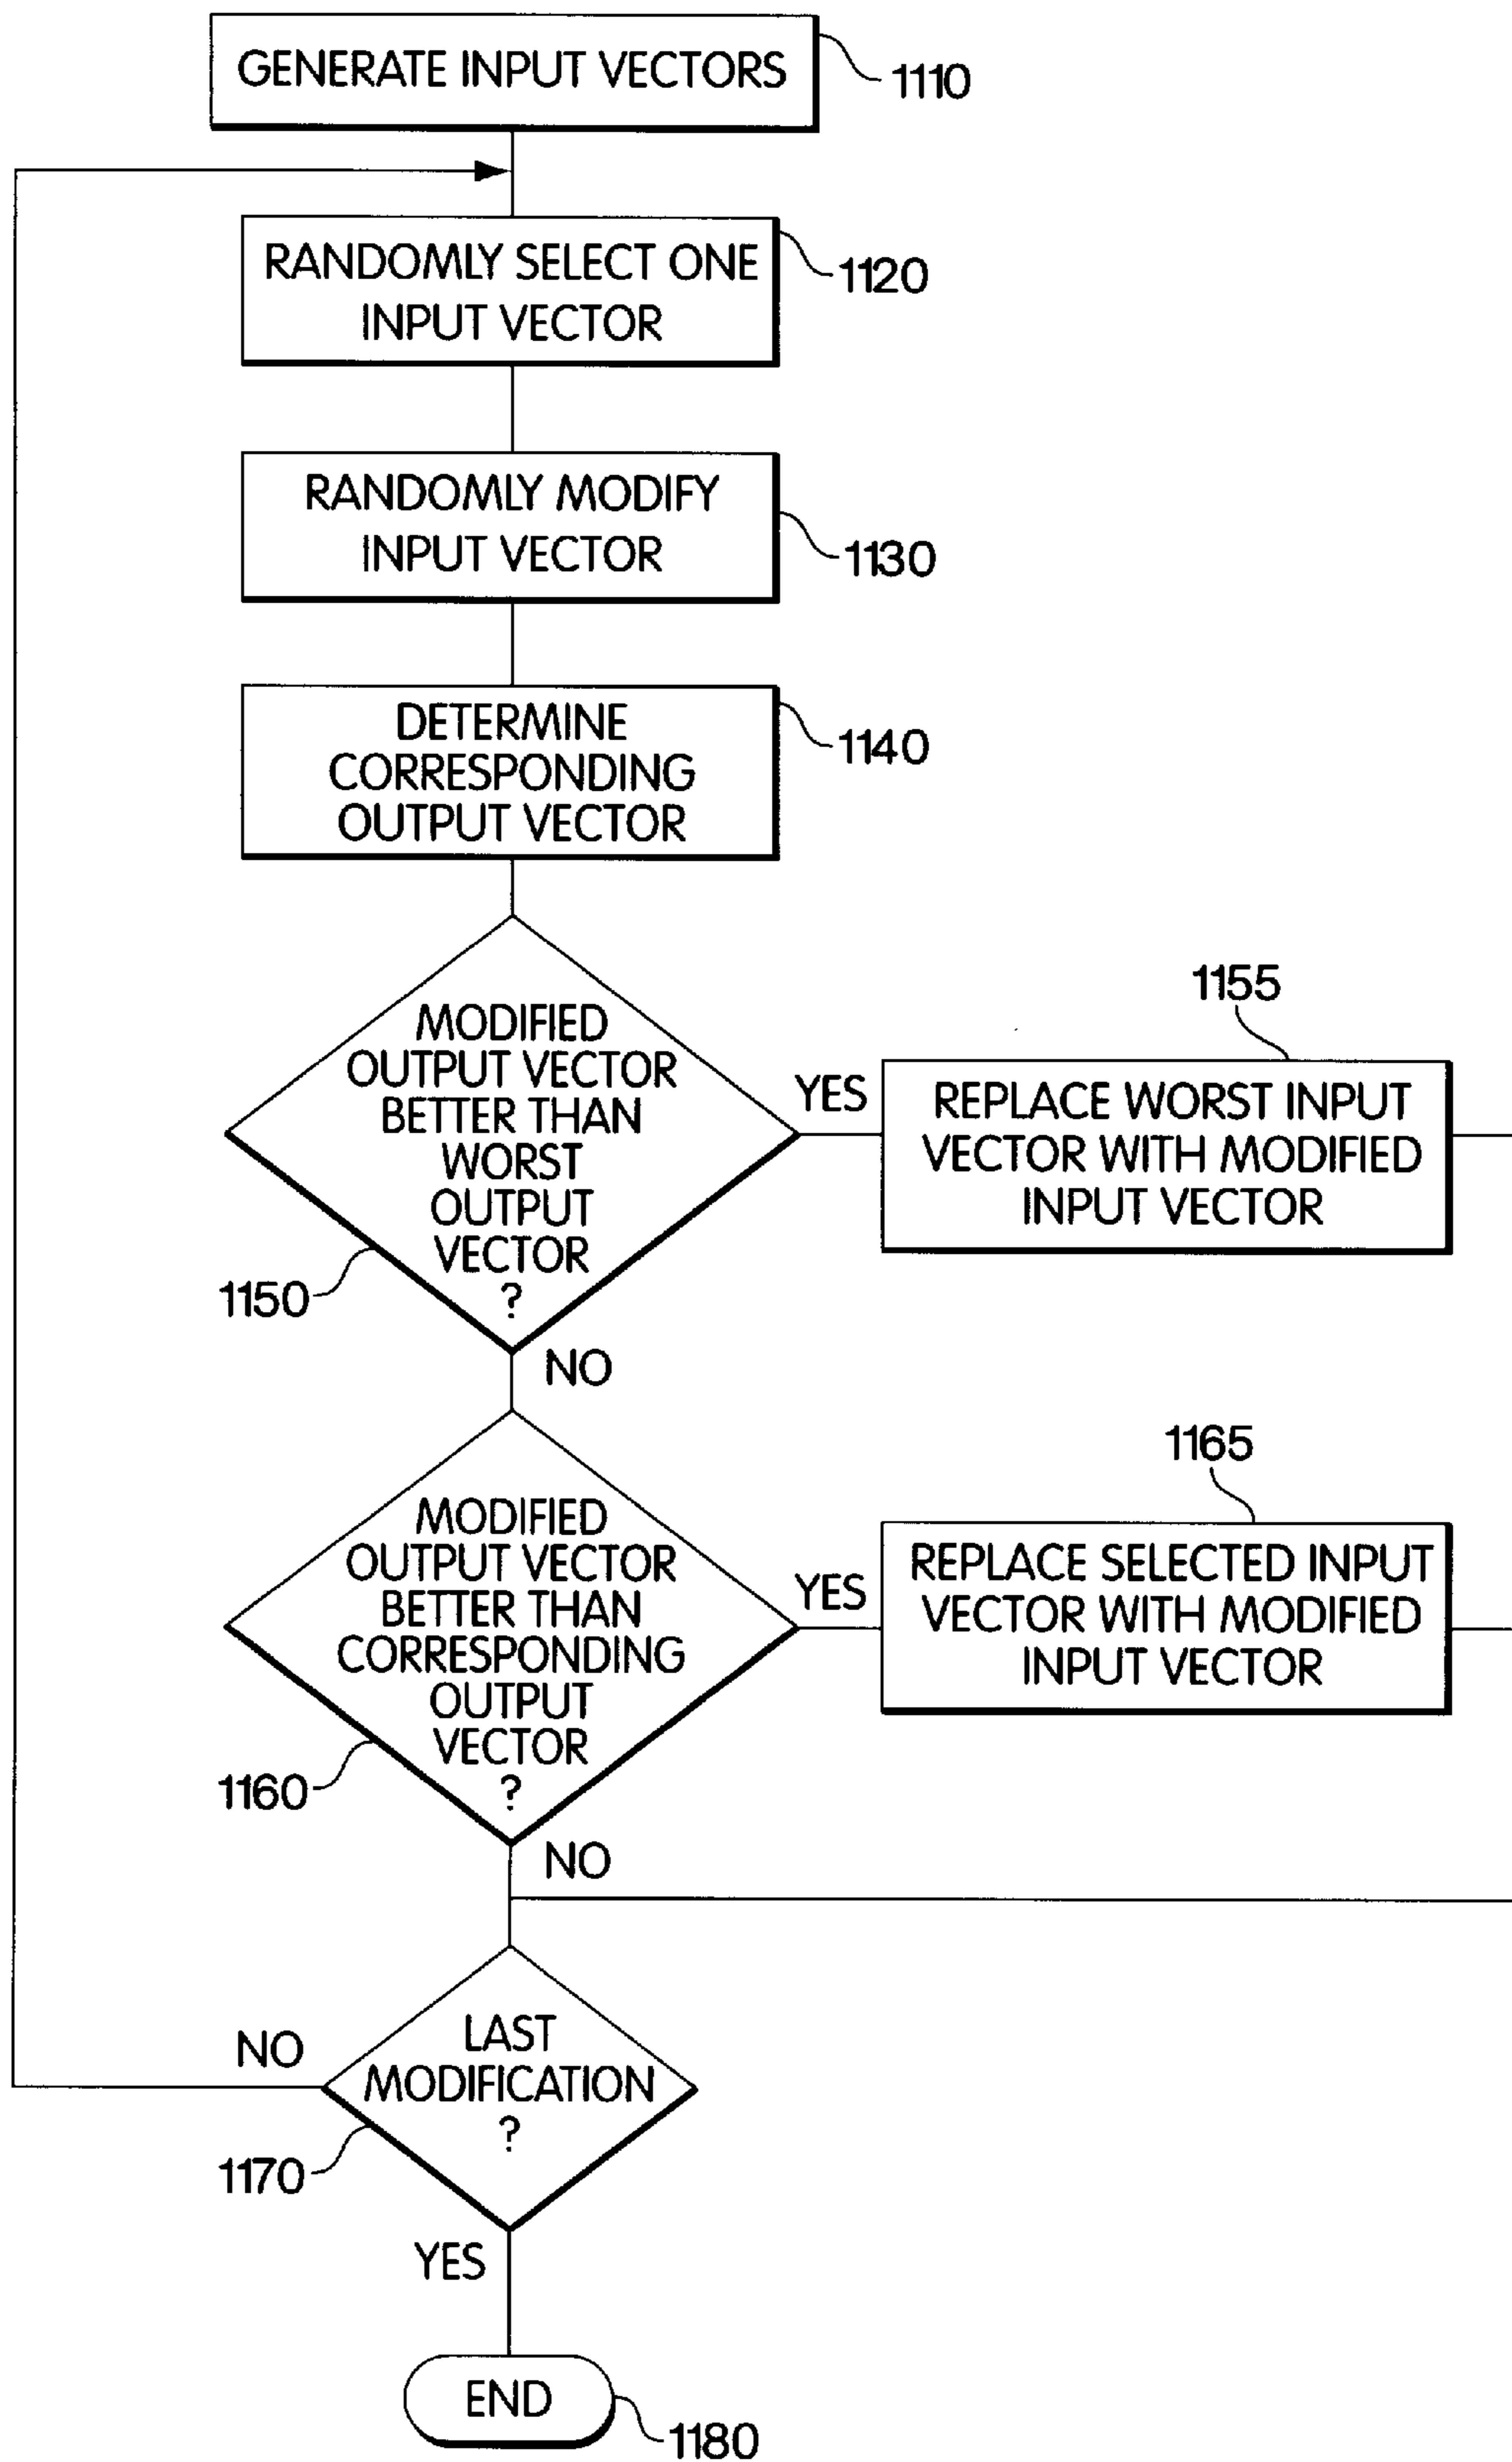 GENERATE INPUT VECTORS
1110
RANDOMLY SELECT ONE
INPUT VECTOR
1120
RANDOMLY MODIFY
INPUT VECTOR
1130
DETERMINE
CORRESPONDING
OUTPUT VECTOR
1140
MODIFIED
OUTPUT VECTOR
BETTER THAN
WORST
OUTPUT
VECTOR
?
1150
YES
1155
REPLACE WORST INPUT
VECTOR WITH MODIFIED
INPUT VECTOR
NO
MODIFIED
OUTPUT VECTOR
BETTER THAN
CORRESPONDING
OUTPUT
VECTOR
?
1160
YES
1165
REPLACE SELECTED INPUT
VECTOR WITH MODIFIED
INPUT VECTOR
NO
LAST
MODIFICATION
?
NO
1170
YES
END
1180